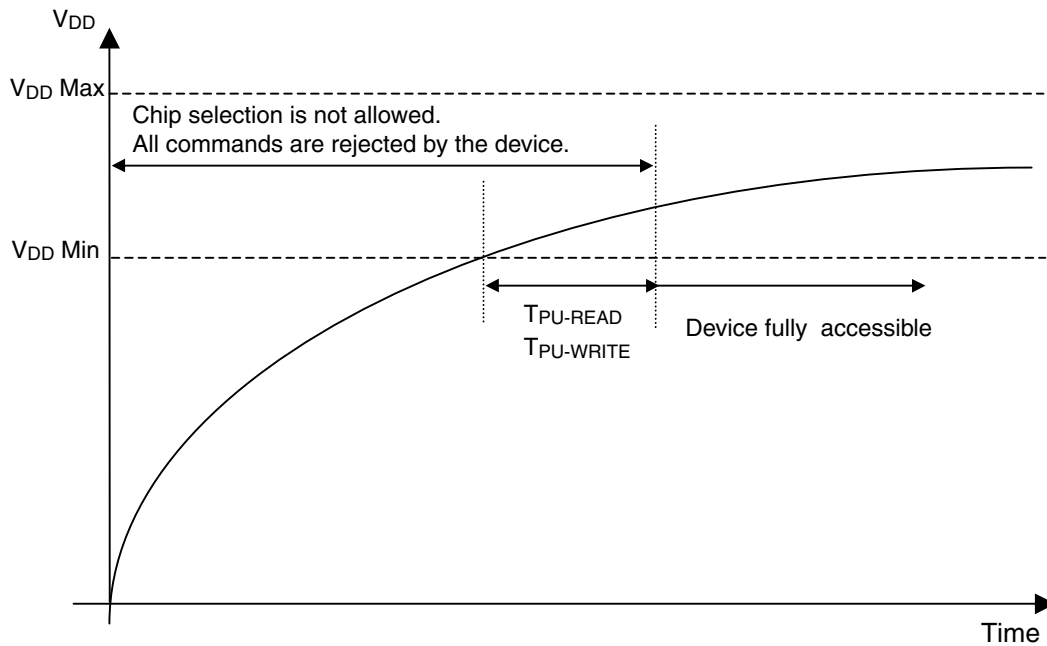 VDD
VDD Max
Chip selection is not allowed.
All commands are rejected by the device.
VDD Min
TPU-READ
TPU-WRITE
Device fully accessible
Time